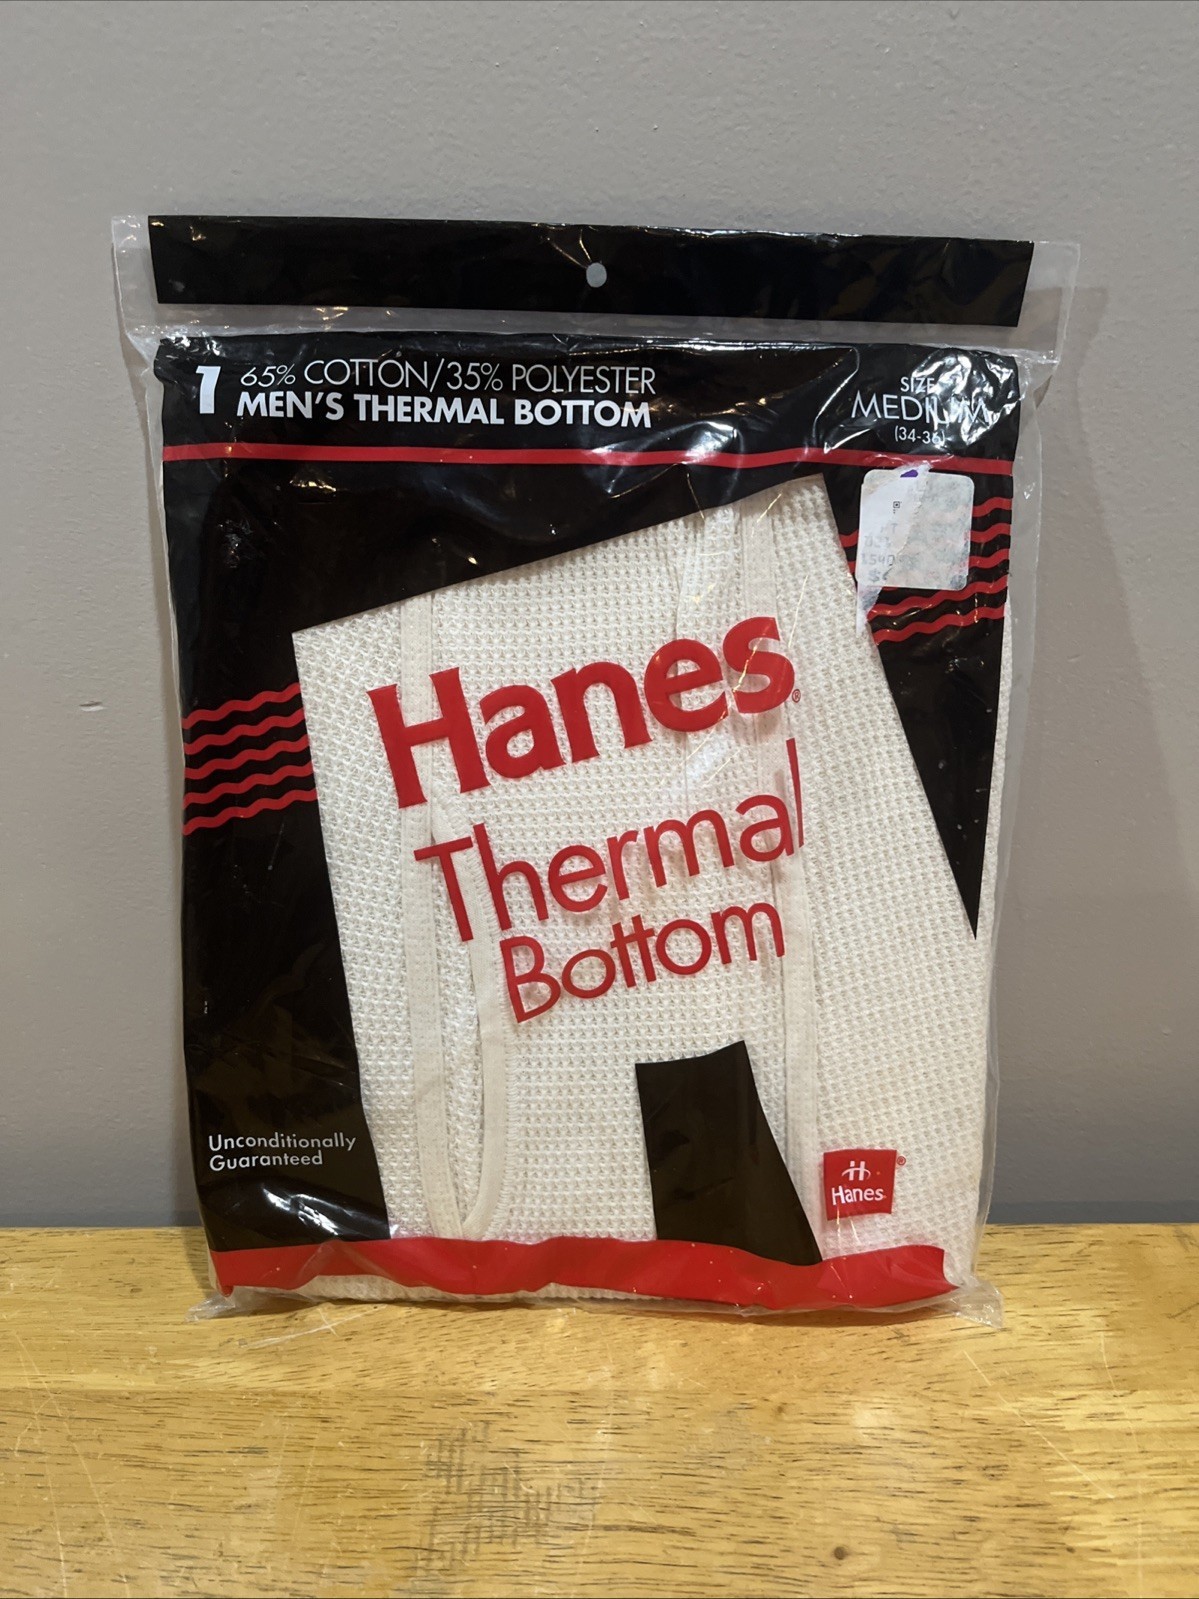 1 65% COTTON/35% POLYESTER
MEN'S THERMAL BOTTOM
SIZE
MEDIUM
(34-36)
Hanes®
Thermal
Bottom
Unconditionally
Guaranteed
H ®
Hanes